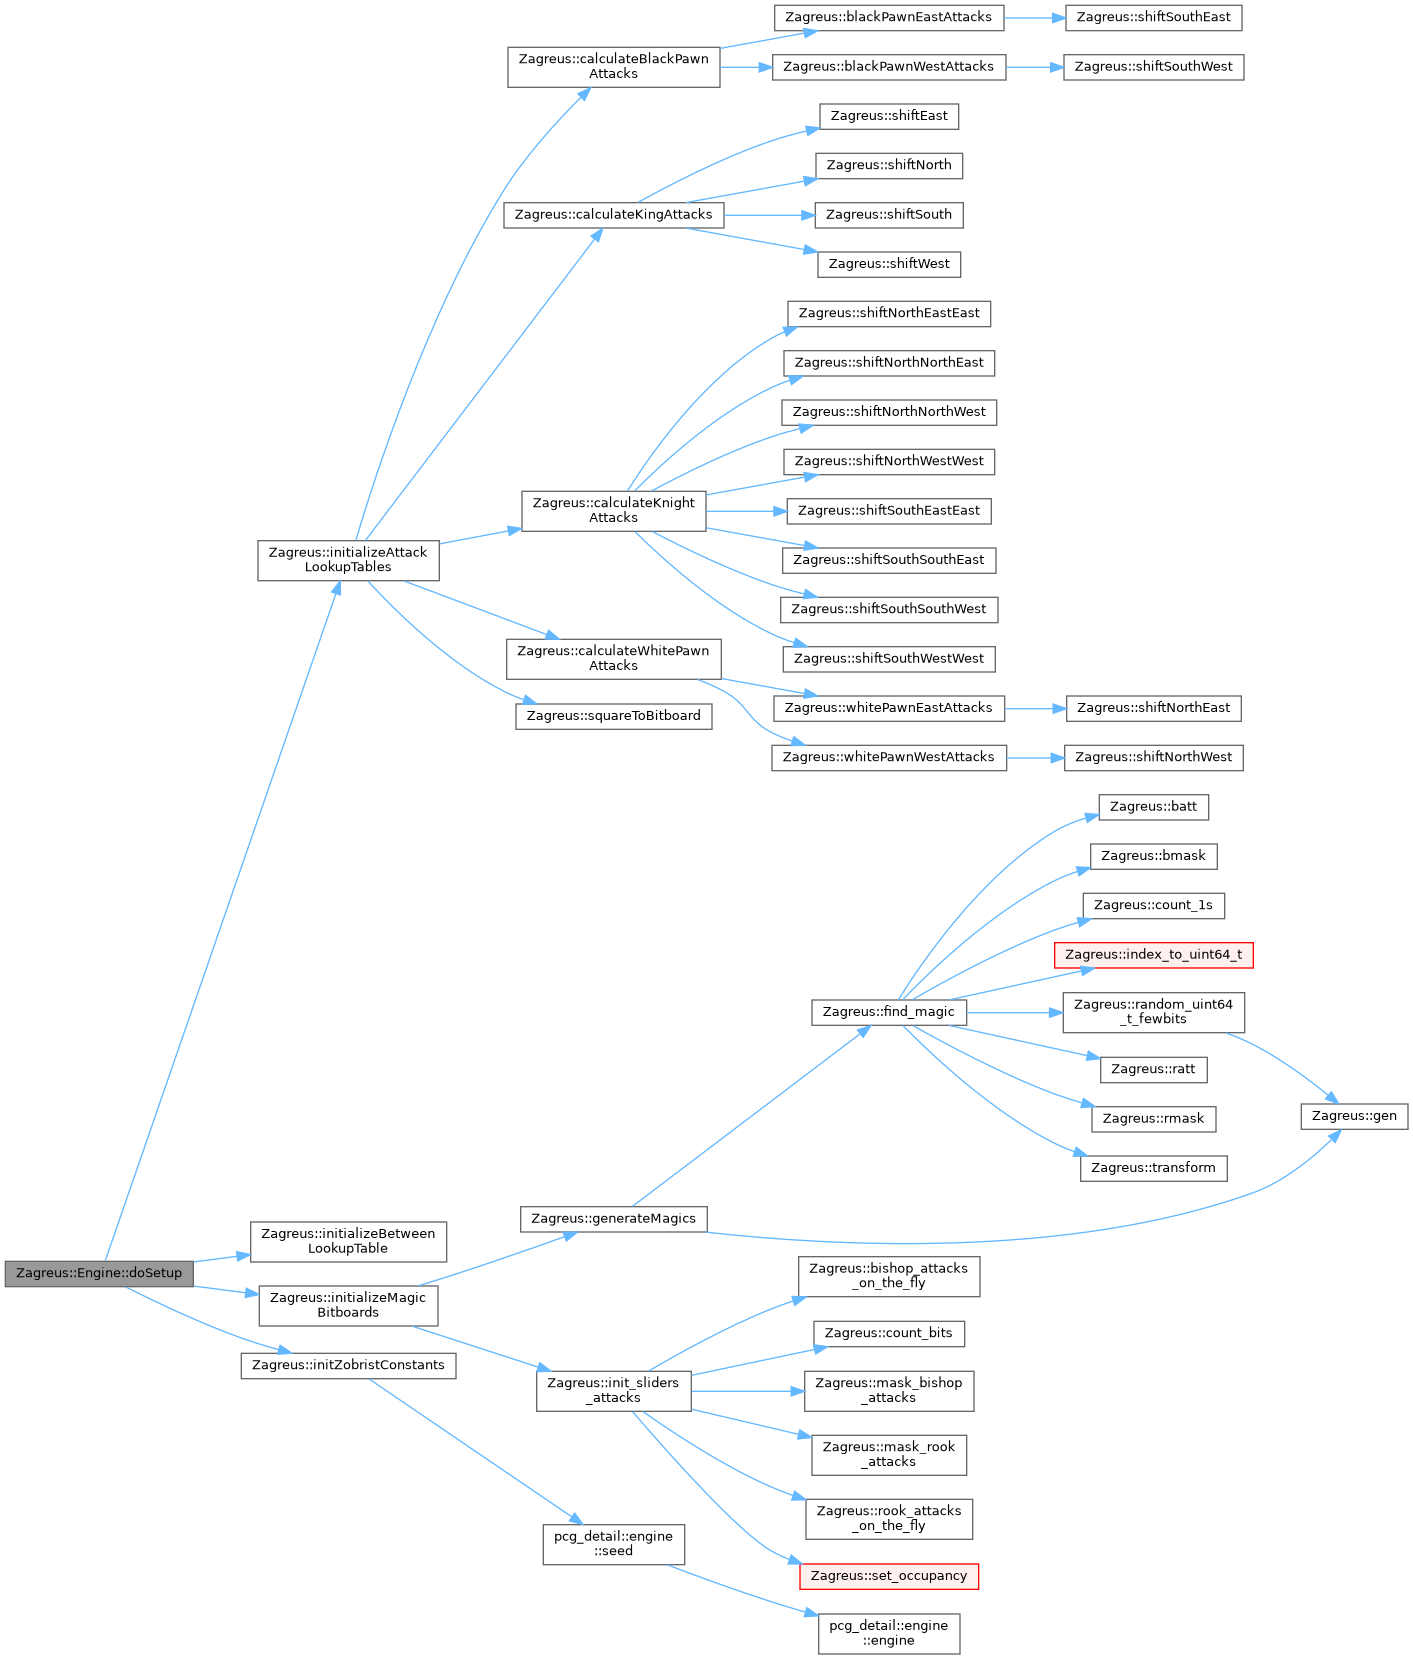 Zagreus::blackPawnEastAttacks
Zagreus::shiftSouthEast
Zagreus::calculateBlackPawn
Attacks
Zagreus::blackPawnWestAttacks
Zagreus::shiftSouthWest
Zagreus::shiftEast
Zagreus::shiftNorth
Zagreus::calculateKingAttacks
Zagreus::shiftSouth
Zagreus::shiftWest
Zagreus::shiftNorthEastEast
Zagreus::shiftNorthNorthEast
Zagreus::shiftNorthNorthWest
Zagreus::shiftNorthWestWest
Zagreus::calculateKnight
Attacks
Zagreus::shiftSouthEastEast
Zagreus::initializeAttack
LookupTables
Zagreus::shiftSouthSouthEast
Zagreus::shiftSouthSouthWest
Zagreus::calculateWhitePawn
Attacks
Zagreus::shiftSouthWestWest
Zagreus::squareToBitboard
Zagreus::whitePawnEastAttacks
Zagreus::shiftNorthEast
Zagreus::whitePawnWestAttacks
Zagreus::shiftNorthWest
Zagreus::batt
Zagreus::bmask
Zagreus::count_1s
Zagreus::index_to_uint64_t
Zagreus::find_magic
Zagreus::random_uint64
_t_fewbits
Zagreus::ratt
Zagreus::rmask
Zagreus::gen
Zagreus::transform
Zagreus::generateMagics
Zagreus::initializeBetween
LookupTable
Zagreus::Engine::doSetup
Zagreus::bishop_attacks
_on_the_fly
Zagreus::initializeMagic
Bitboards
Zagreus::count_bits
Zagreus::initZobristConstants
Zagreus::init_sliders
_attacks
Zagreus::mask_bishop
_attacks
Zagreus::mask_rook
_attacks
Zagreus::rook_attacks
_on_the_fly
pcg_detail::engine
::seed
Zagreus::set_occupancy
pcg_detail::engine
::engine